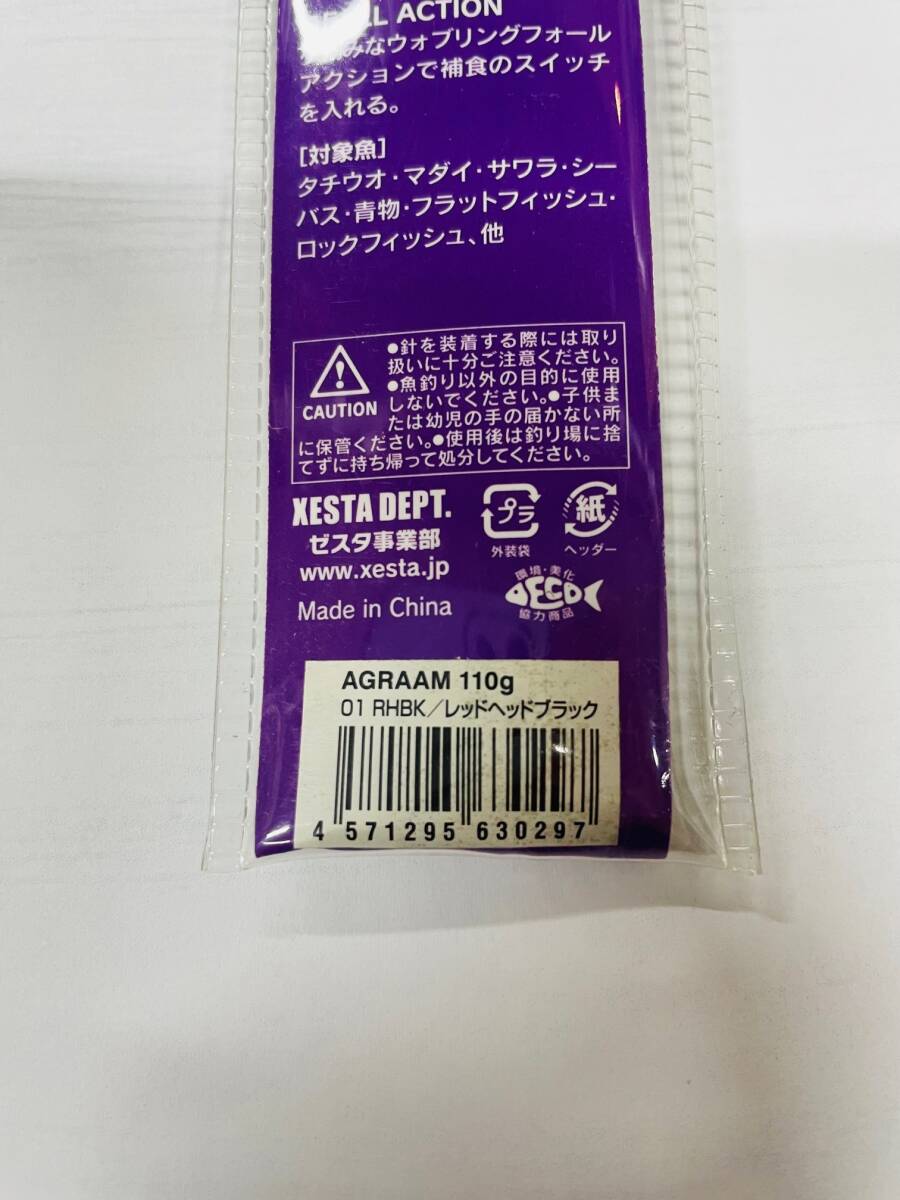 ACTION
みなウォブリングフォール
アクションで補食のスイッチ
を入れる。
[対象魚]
タチウオ・マダイ・サワラ・シー
バス・青物・フラットフィッシュ・
ロックフィッシュ、他
●針を装着する際には取り
扱いに十分ご注意ください。
●魚釣り以外の目的に使用
しないでください。●子供ま
たは幼児の手の届かない所
に保管ください。●使用後は釣り場に捨
てずに持ち帰って処分してください。
CAUTION
XESTA DEPT.
ゼスタ事業部
www.xesta.jp
Made in China
プラ
外装袋
紙
ヘッダー
環境・美化
DECO
協力商品
AGRAAM 110g
01 RHBK/レッドヘッドブラック
4 571295 630297